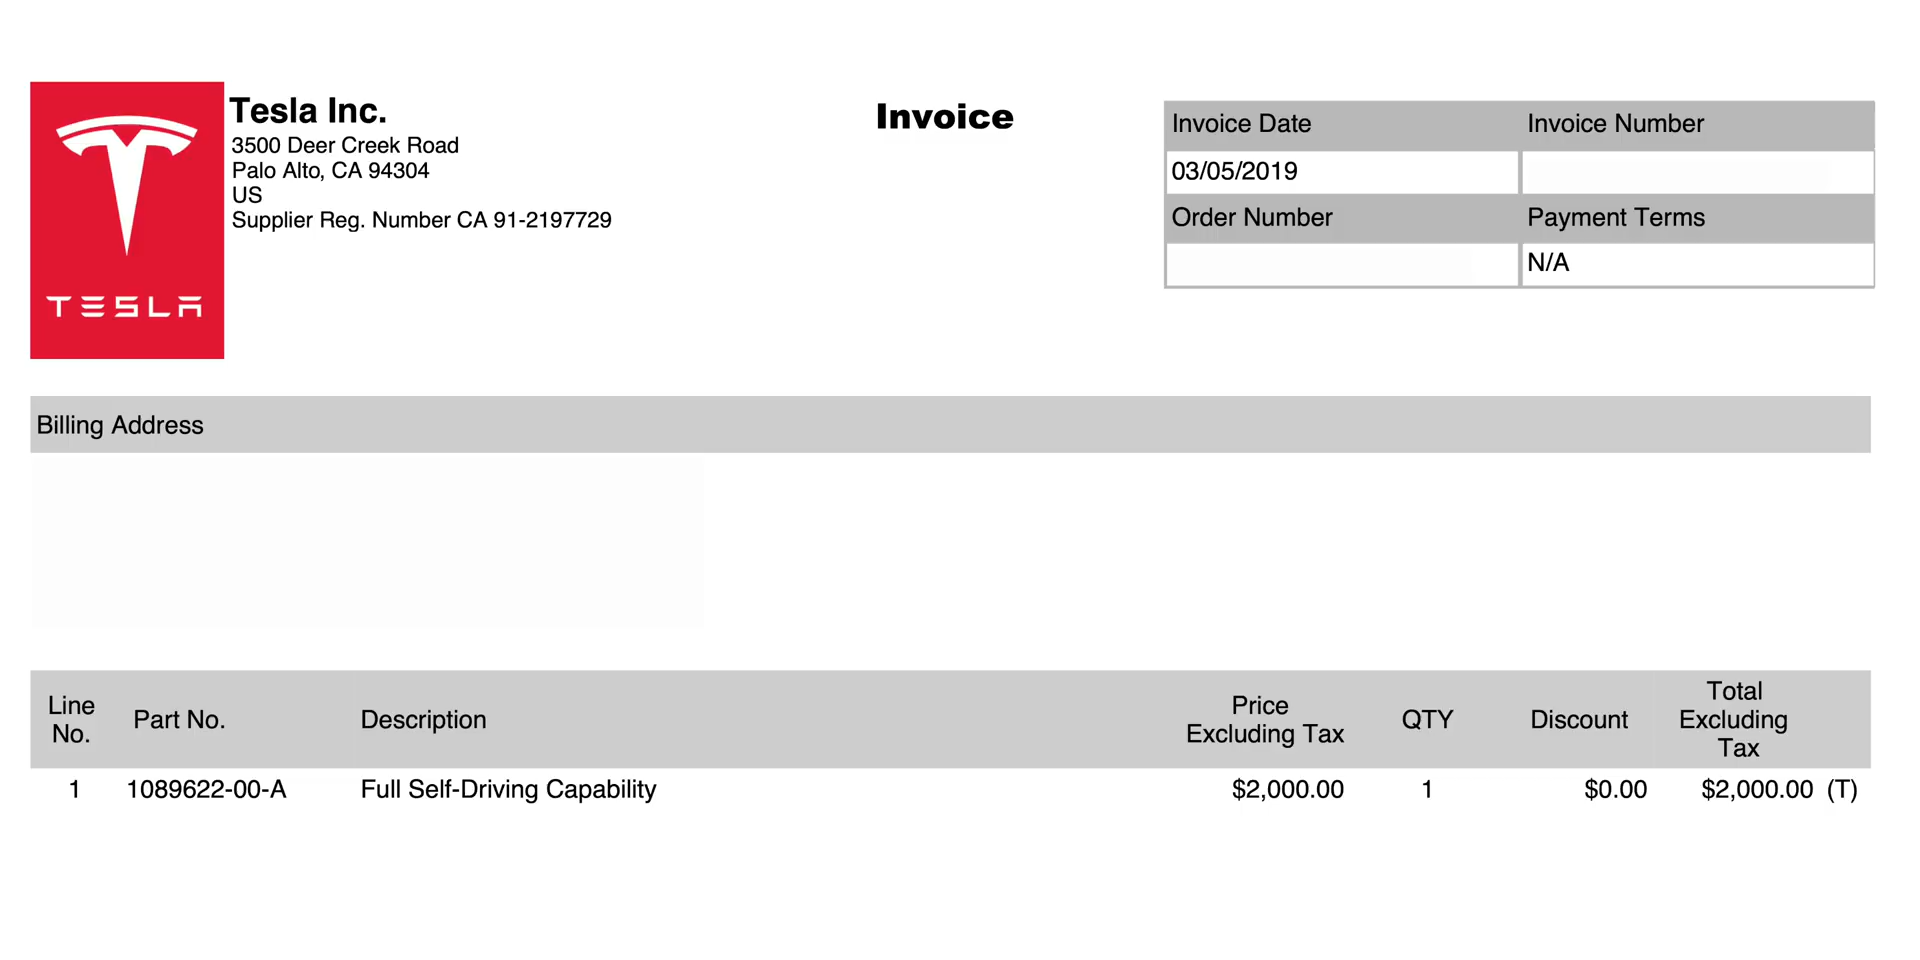 TESLA
Tesla Inc.
3500 Deer Creek Road
Palo Alto, CA 94304
US
Supplier Reg. Number CA 91-2197729
Invoice
Invoice Date Invoice Number
03/05/2019
Order Number Payment Terms
N/A
Billing Address
Line No. Part No. Description Price Excluding Tax QTY Discount Total Excluding Tax
1 1089622-00-A Full Self-Driving Capability $2,000.00 1 $0.00 $2,000.00 (T)